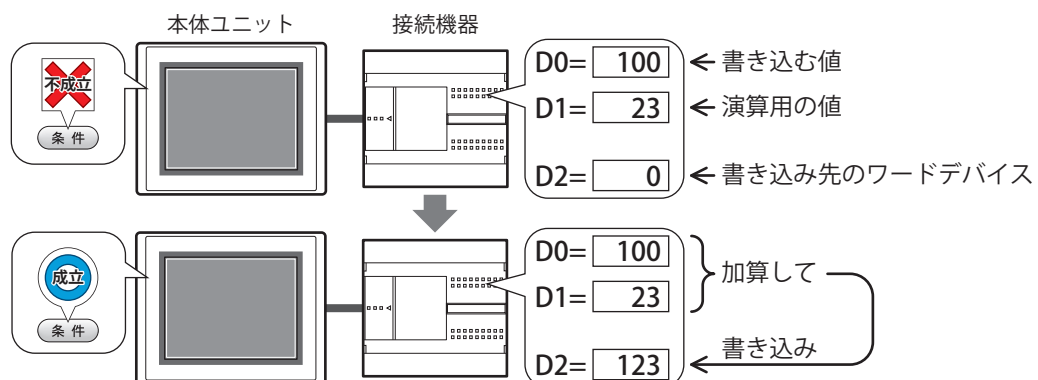 本体ユニット
接続機器
不成立
条件
D0= 100 ← 書き込む値
D1= 23 ← 演算用の値
D2= 0 ← 書き込み先のワードデバイス
成立
条件
D0= 100
D1= 23
加算して
書き込み
D2= 123